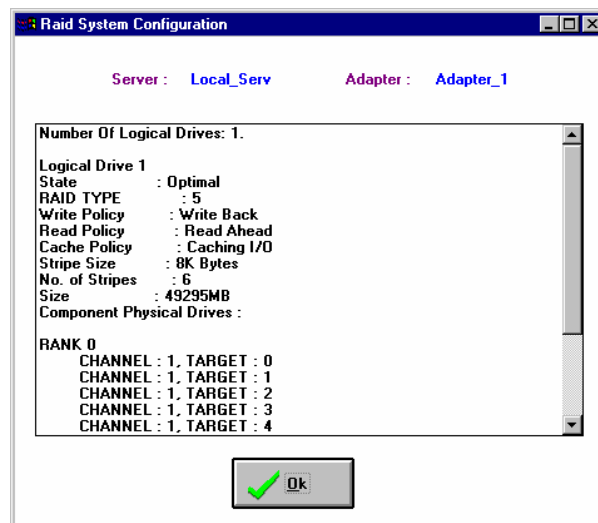 Raid System Configuration
Server : Local_Serv Adapter : Adapter_1
Number Of Logical Drives: 1.
Logical Drive 1
State : Optimal
RAID TYPE : 5
Write Policy : Write Back
Read Policy : Read Ahead
Cache Policy : Caching I/O
Stripe Size : 8K Bytes
No. of Stripes : 6
Size : 49295MB
Component Physical Drives :
RANK 0
CHANNEL : 1, TARGET : 0
CHANNEL : 1, TARGET : 1
CHANNEL : 1, TARGET : 2
CHANNEL : 1, TARGET : 3
CHANNEL : 1, TARGET : 4
Ok